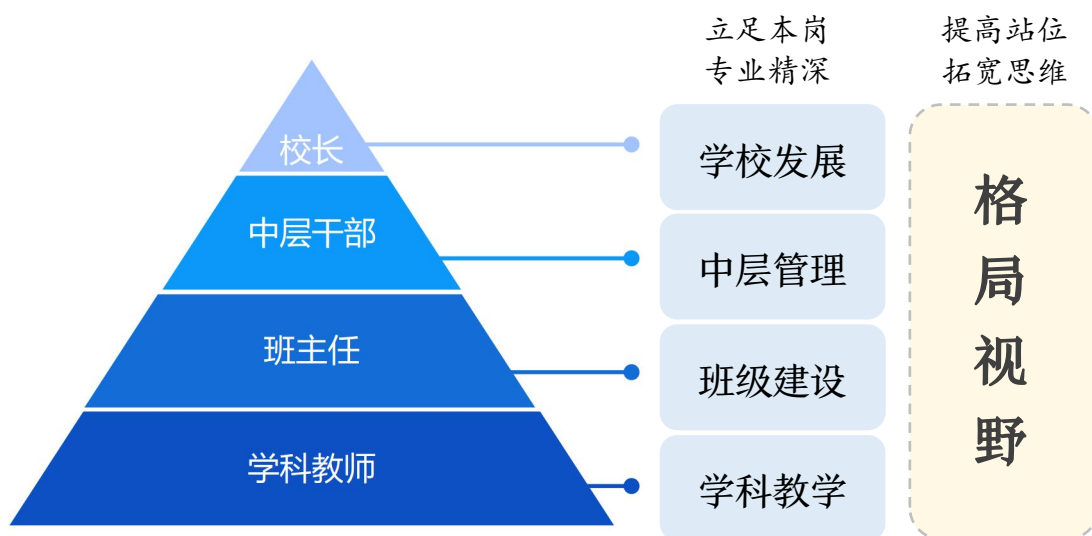 立足本岗
专业精深
提高站位
拓宽思维
校长
学校发展
中层干部
中层管理
班主任
班级建设
学科教师
学科教学
格
局
视
野